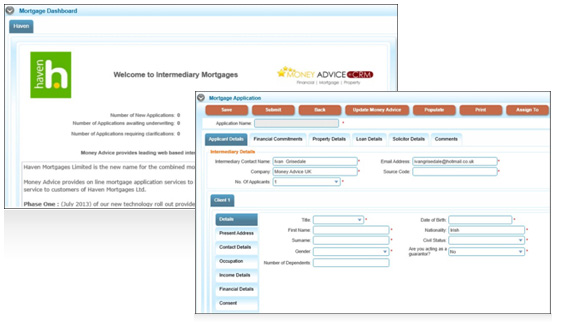 Mortgage Dashboard
Haven
haven
h
Welcome to Intermediary Mortgages
MONEY ADVICE CRM
Financial | Mortgage | Property
Number of New Applications 0
Number of Applications awaiting underwriting: 0
Number of Applications requiring clarifications: 0
Money Advice provides leading web based inter
Haven Mortgages Limited is the new name for the combined mo
Money Advice provides on line mortgage application services to
service to customers of Haven Mortgages Ltd.
Phase One : (July 2013) of our new technology roll out provide
Mortgage Application
Save Submit Back Update Money Advice Populate Print Assign To
Application Name *
Applicant Details Financial Commitments Property Details Loan Details Solicitor Details Comments
Intermediary Details
Intermediary Contact Name: Ivan Grmesdale * Email Address: ivangrmesdale@hotmail.co.uk *
Company: Money Advice UK * Source Code: *
No. Of Applicants: 1 *
Client 1
Details Title: * Date of Birth: *
Present Address First Name: * Nationality: Irish *
Contact Details Surname: * Civil Status: *
Occupation Gender: * Are you acting as a guarantor? No *
Income Details Number of Dependents:
Financial Details
Consent